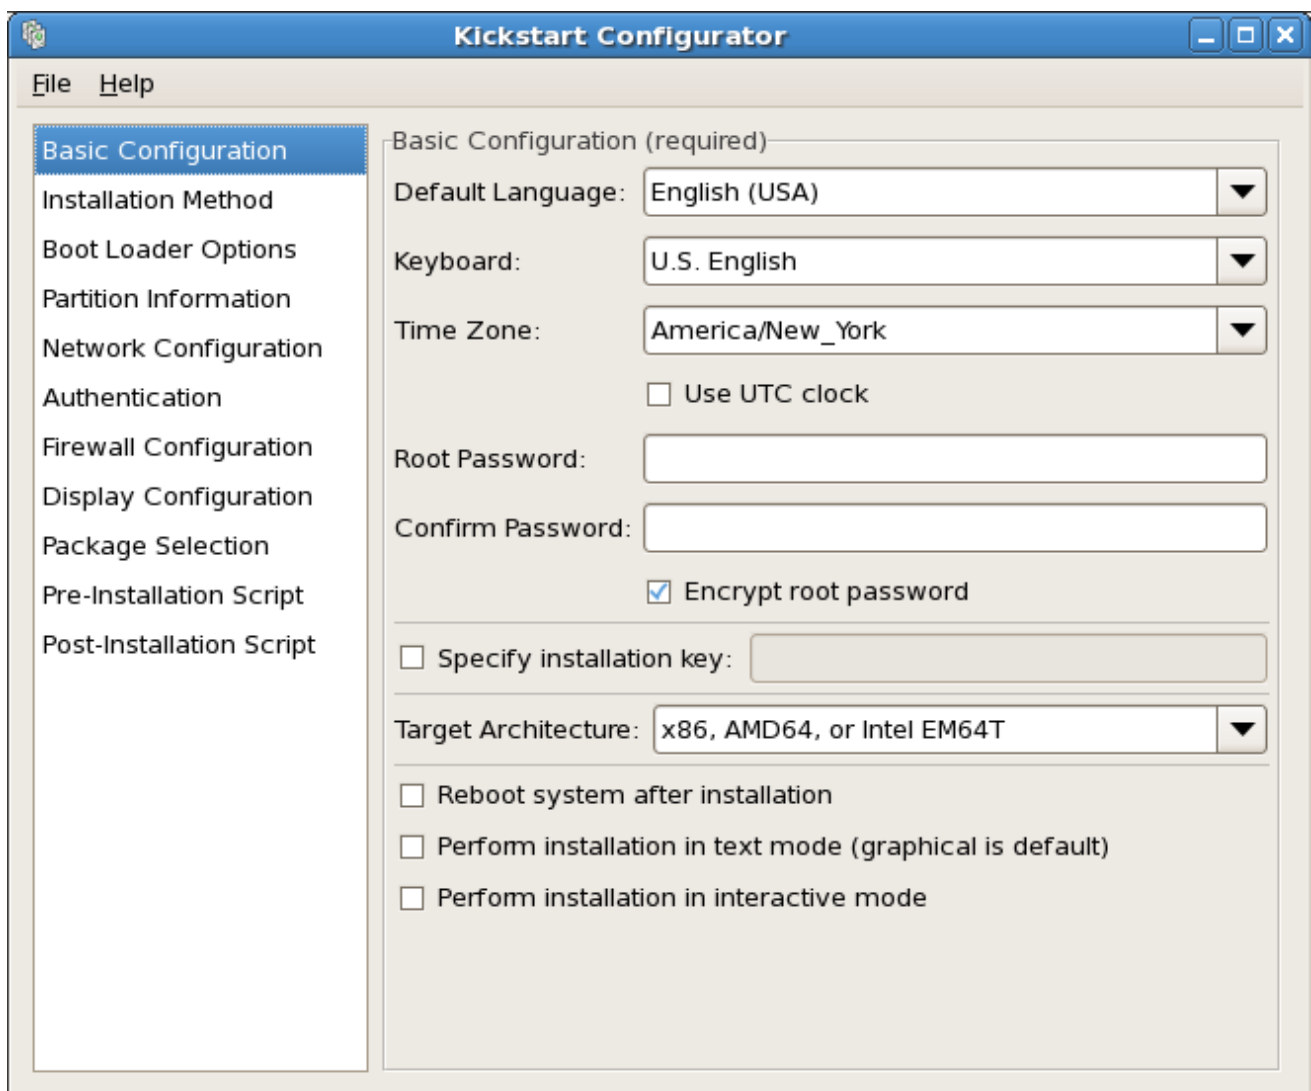 Kickstart Configurator
File Help
Basic Configuration
Installation Method
Boot Loader Options
Partition Information
Network Configuration
Authentication
Firewall Configuration
Display Configuration
Package Selection
Pre-Installation Script
Post-Installation Script
Basic Configuration (required)
Default Language: English (USA)
Keyboard: U.S. English
Time Zone: America/New_York
Use UTC clock
Root Password:
Confirm Password:
Encrypt root password
Specify installation key:
Target Architecture: x86, AMD64, or Intel EM64T
Reboot system after installation
Perform installation in text mode (graphical is default)
Perform installation in interactive mode